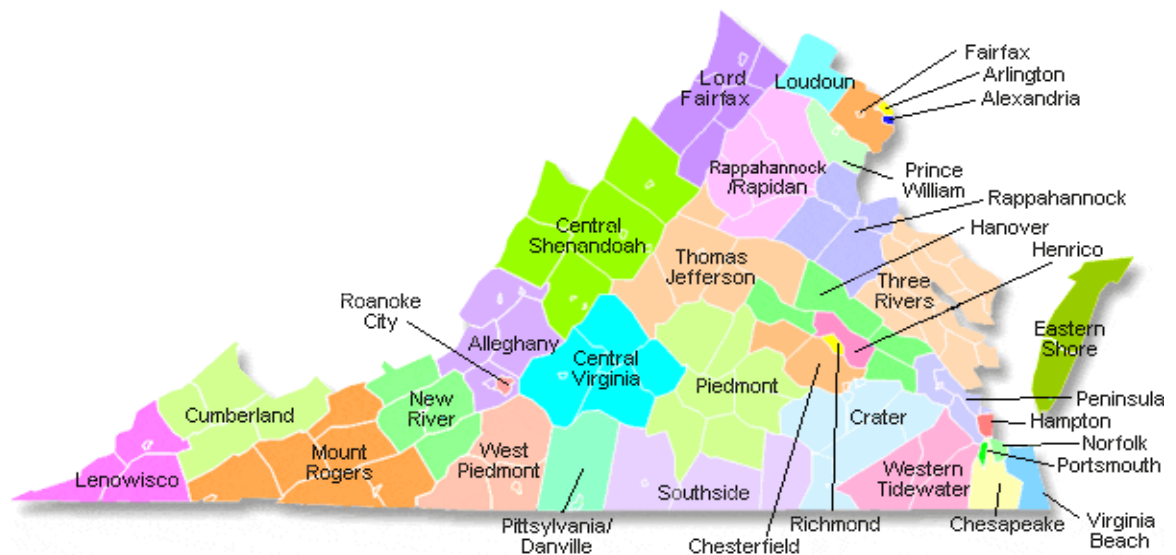 Fairfax
Arlington
Alexandria
Lord
Fairfax
Loudoun
Rappahannock
/Rapidan
Prince
William
Rappahannock
Hanover
Henrico
Central
Shenandoah
Thomas
Jefferson
Three
Rivers
Roanoke
City
Eastern
Shore
Alleghany
Central
Virginia
Piedmont
Cumberland
New
River
Crater
Peninsula
Hampton
Norfolk
Portsmouth
Lenowisco
Mount
Rogers
West
Piedmont
Southside
Western
Tidewater
Pittsylvania/
Danville
Chesterfield
Richmond
Chesapeake
Virginia
Beach